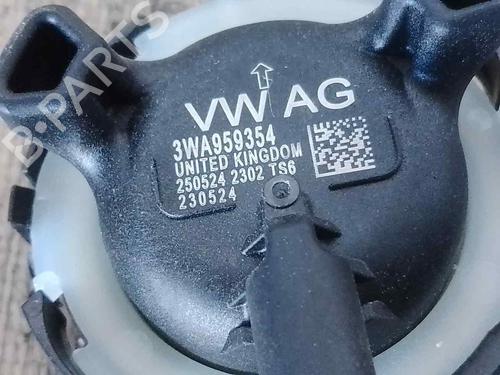 B-PARTS
VW AG
3WA959354
UNITED KINGDOM
250524 2302 TS6
230524